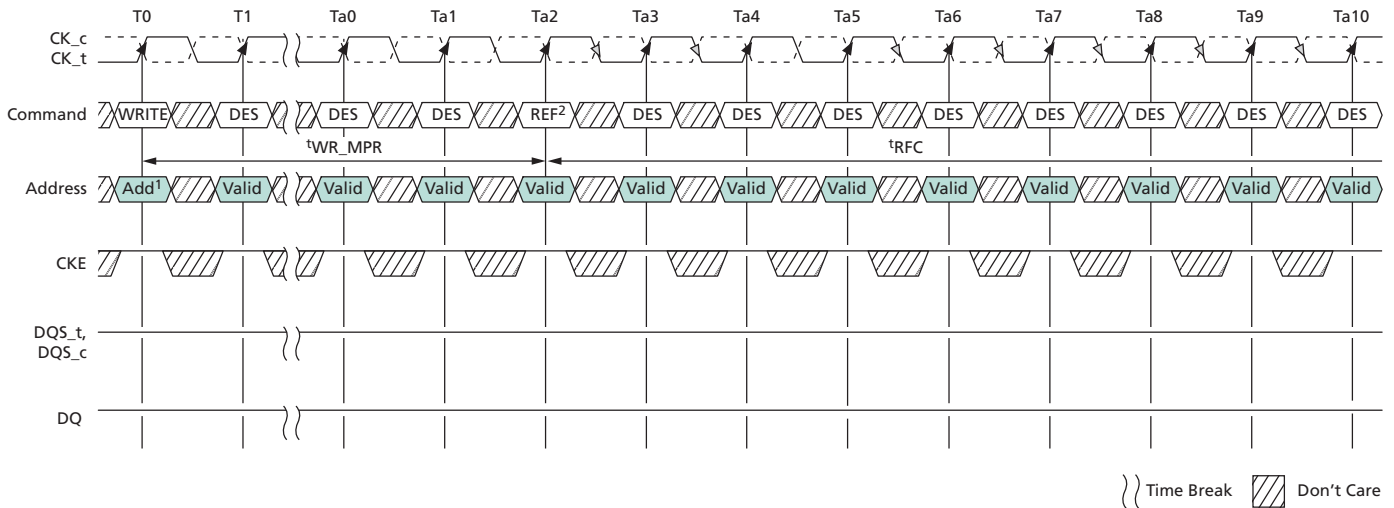 T0 T1 Ta0 Ta1 Ta2 Ta3 Ta4 Ta5 Ta6 Ta7 Ta8 Ta9 Ta10
CK_c
CK_t
Command WRITE DES DES DES REF² DES DES DES DES DES DES DES DES
tWR_MPR tRFC
Address Add¹ Valid Valid Valid Valid Valid Valid Valid Valid Valid Valid Valid Valid
CKE
DQS_t,
DQS_c
DQ
Time Break Don't Care